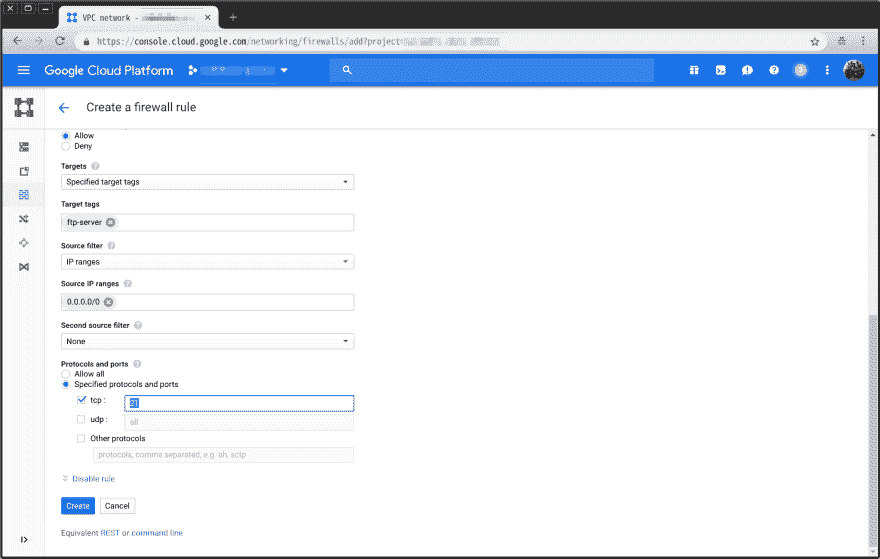 VPC network -
https://console.cloud.google.com/networking/firewalls/add?project=
Google Cloud Platform
Create a firewall rule
Allow
Deny
Targets
Specified target tags
Target tags
ftp-server
Source filter
IP ranges
Source IP ranges
0.0.0.0/0
Second source filter
None
Protocols and ports
Allow all
Specified protocols and ports
tcp :
21
udp :
all
Other protocols
protocols, comma separated, e.g. ah, sctp
Disable rule
Create Cancel
Equivalent REST or command line